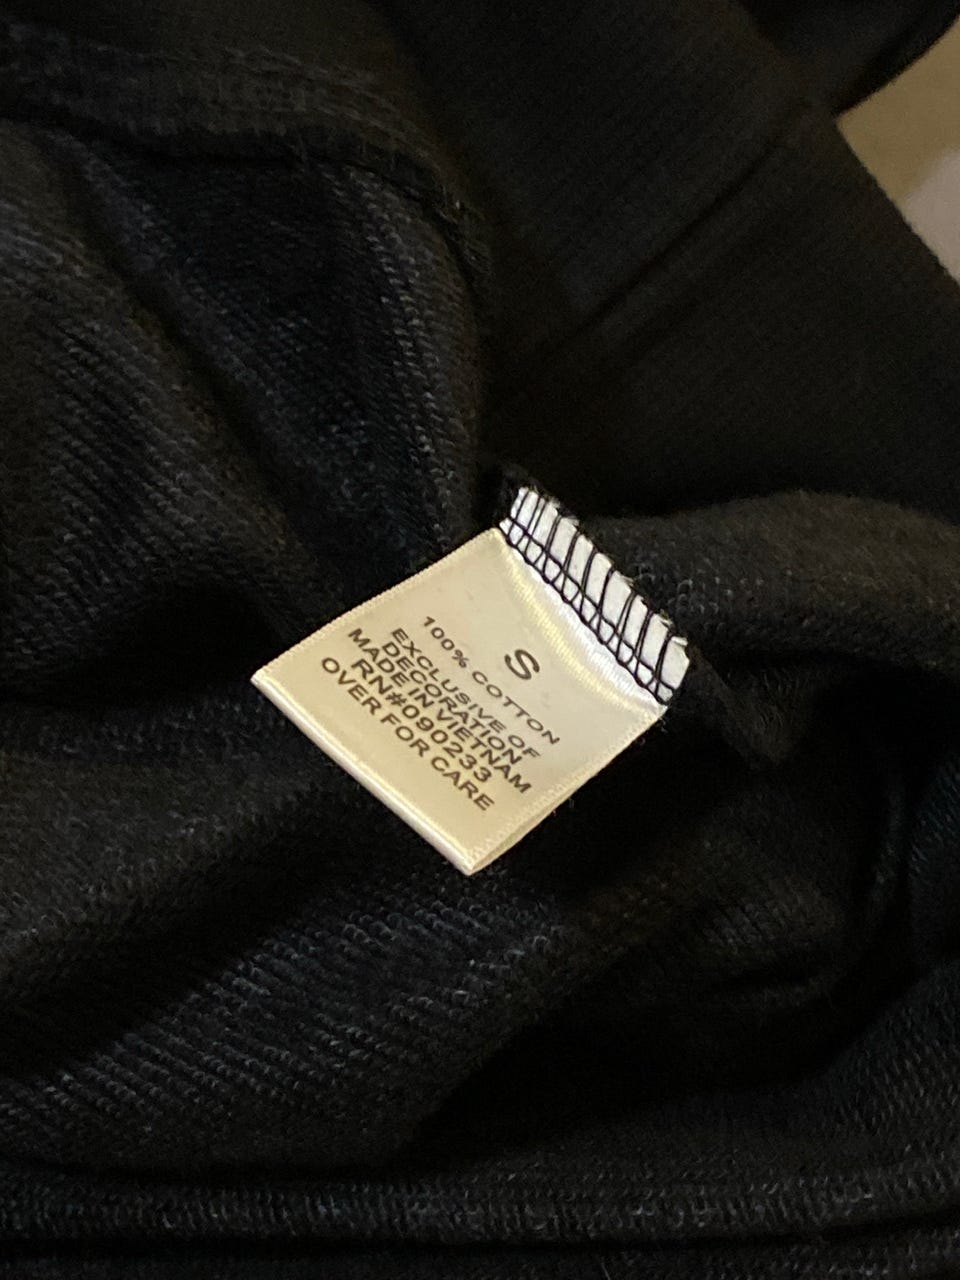 S
100% COTTON
EXCLUSIVE OF
DECORATION
MADE IN VIETNAM
RN#090233
OVER FOR CARE